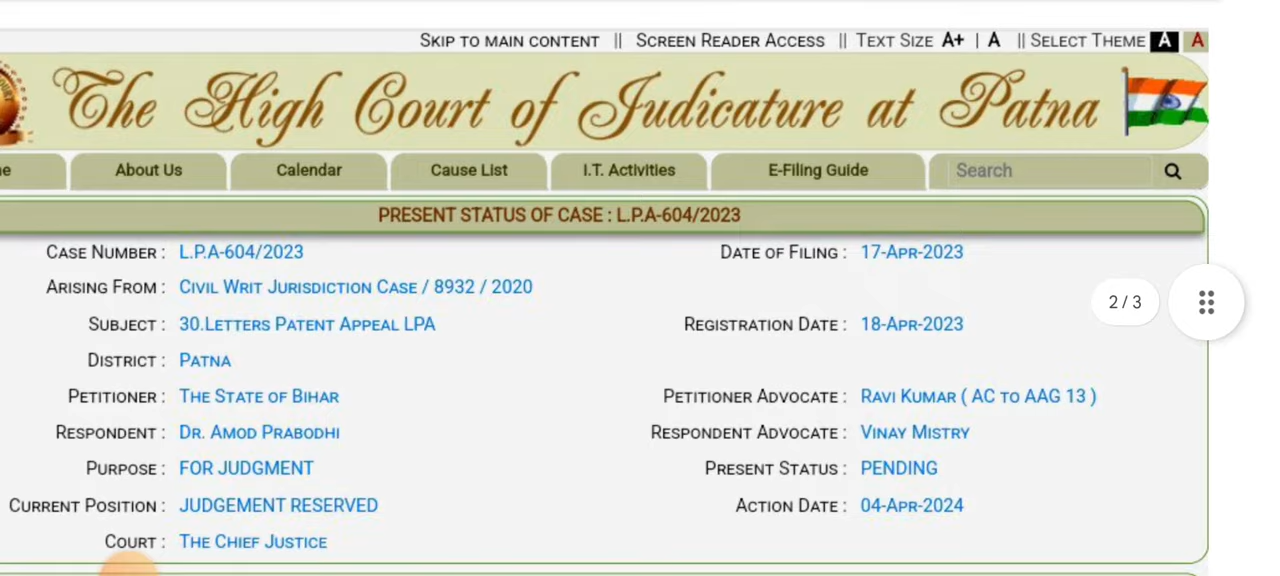 SKIP TO MAIN CONTENT || SCREEN READER ACCESS || TEXT SIZE A+ | A || SELECT THEME A A
The High Court of Judicature at Patna
e About Us Calendar Cause List I.T. Activities E-Filing Guide Search
PRESENT STATUS OF CASE : L.P.A-604/2023
CASE NUMBER : L.P.A-604/2023 DATE OF FILING : 17-APR-2023
ARISING FROM : CIVIL WRIT JURISDICTION CASE / 8932 / 2020
2 / 3
SUBJECT : 30.LETTERS PATENT APPEAL LPA REGISTRATION DATE : 18-APR-2023
DISTRICT : PATNA
PETITIONER : THE STATE OF BIHAR PETITIONER ADVOCATE : RAVI KUMAR ( AC TO AAG 13 )
RESPONDENT : DR. AMOD PRABODHI RESPONDENT ADVOCATE : VINAY MISTRY
PURPOSE : FOR JUDGMENT PRESENT STATUS : PENDING
CURRENT POSITION : JUDGEMENT RESERVED ACTION DATE : 04-APR-2024
COURT : THE CHIEF JUSTICE